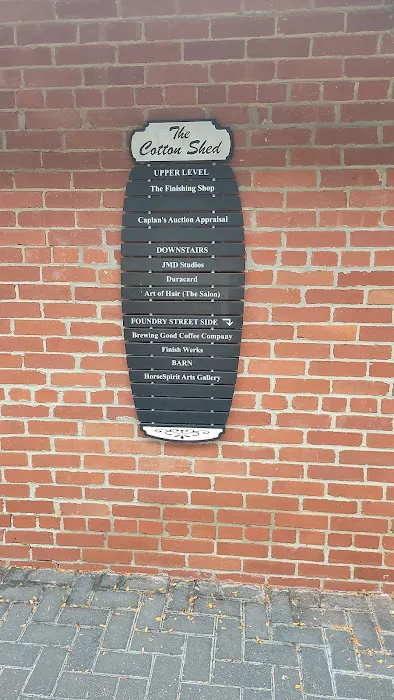 The
Cotton Shed
UPPER LEVEL
The Finishing Shop
Caplan's Auction Appraisal
DOWNSTAIRS
JMD Studios
Duracard
Art of Hair (The Salon)
FOUNDRY STREET SIDE
Brewing Good Coffee Company
Finish Werks
BARN
HorseSpirit Arts Gallery